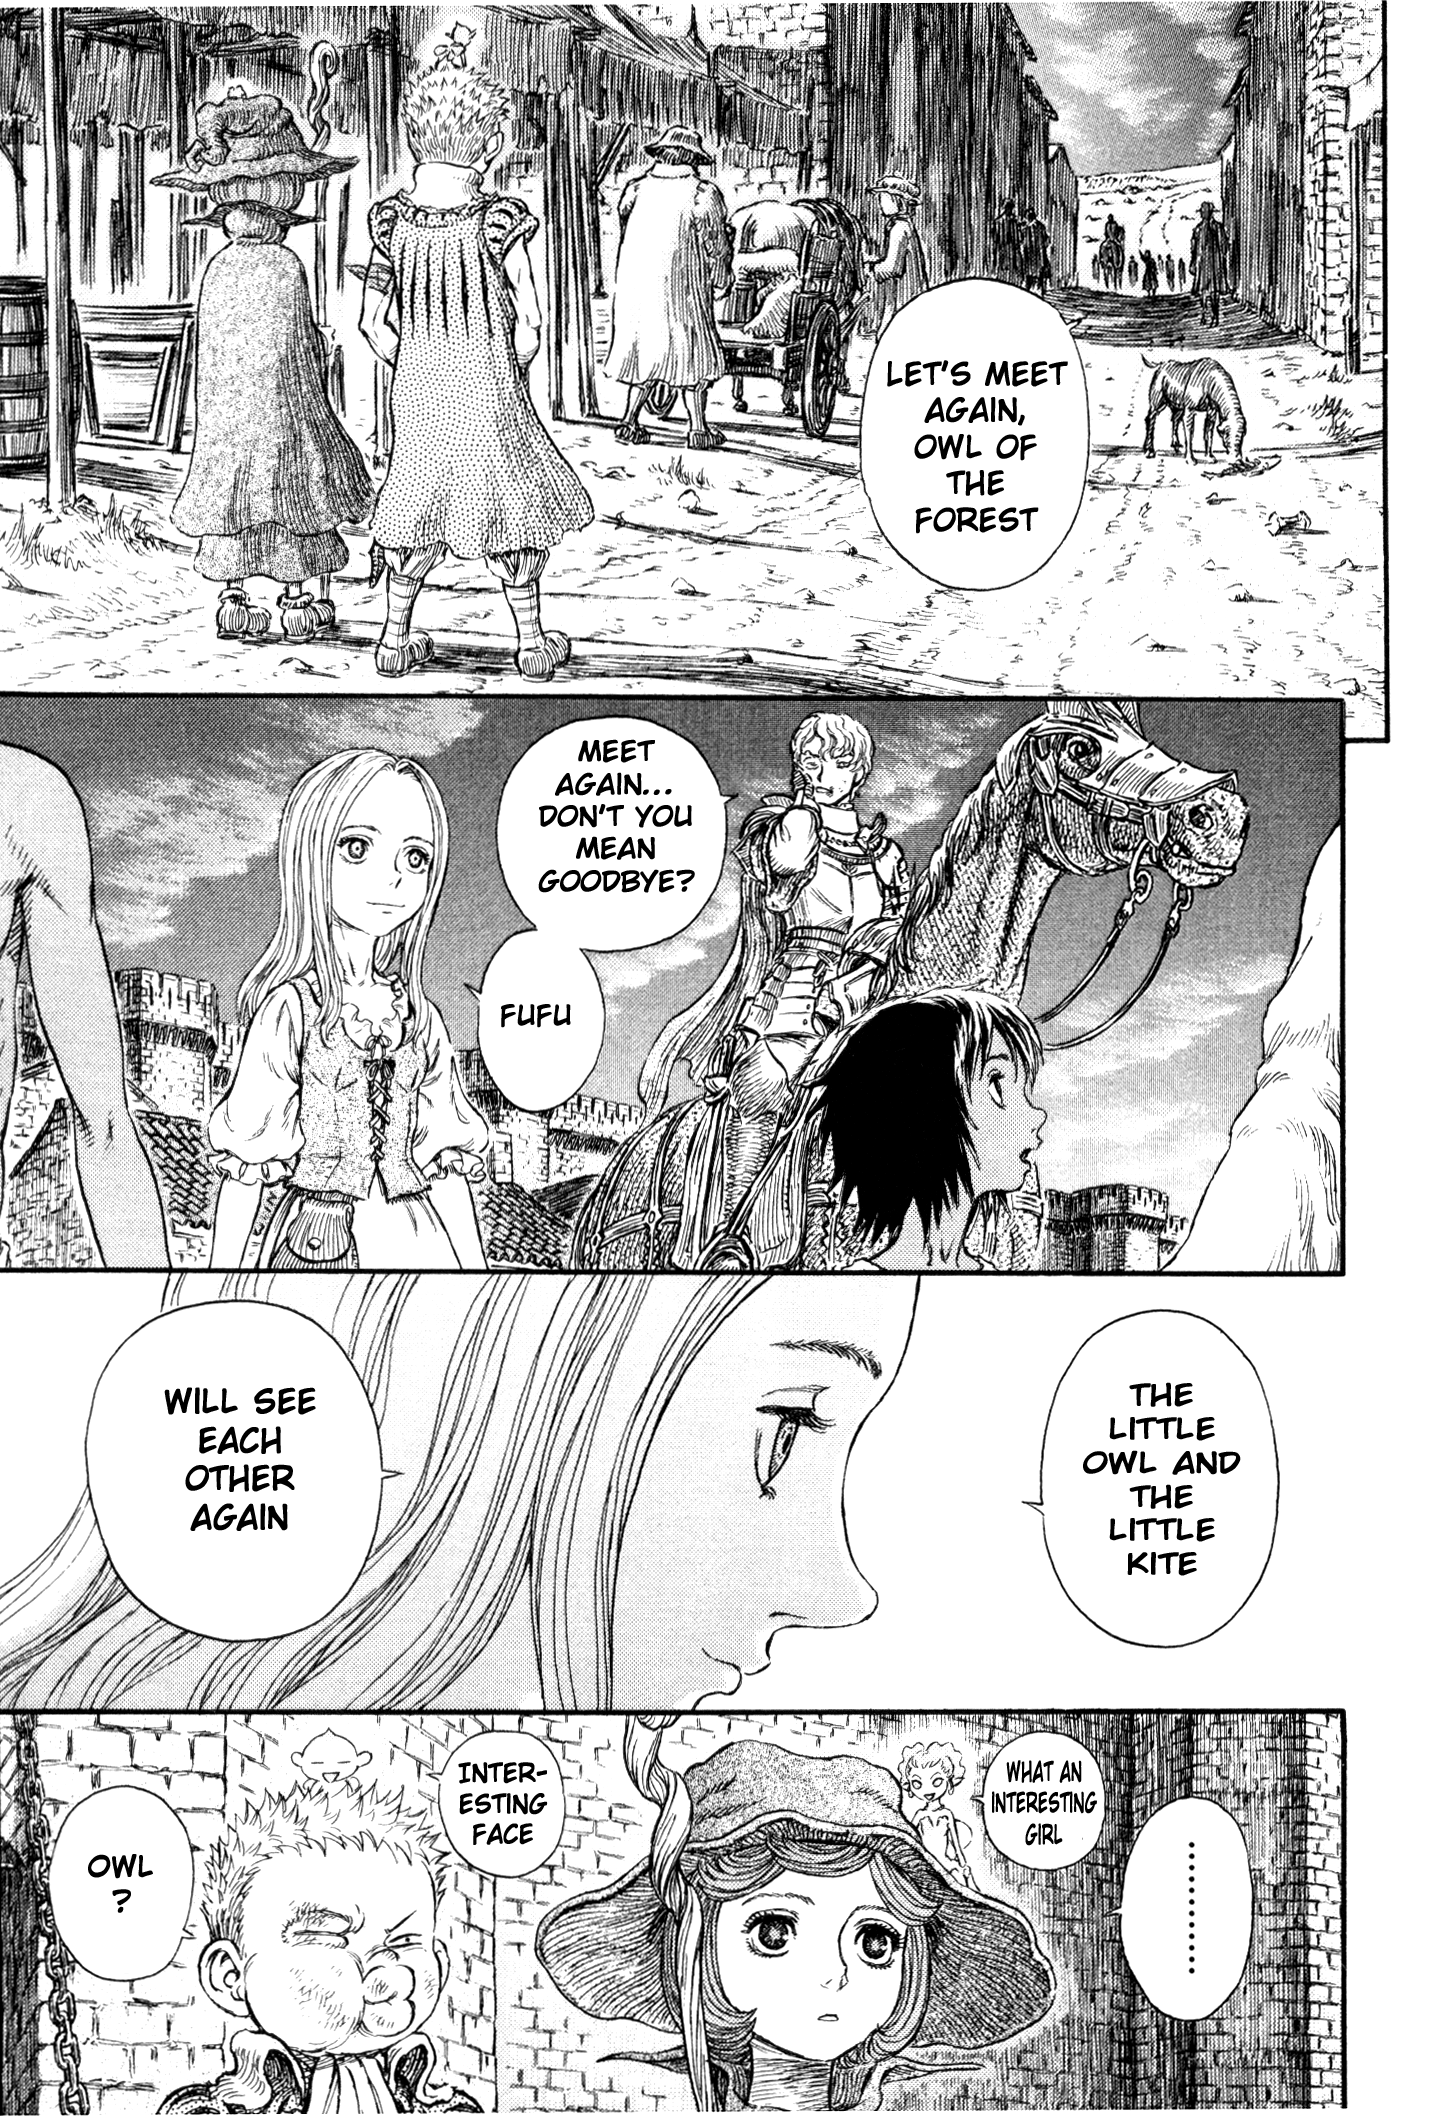 LET'S MEET
AGAIN,
OWL OF
THE
FOREST
MEET
AGAIN...
DON'T YOU
MEAN
GOODBYE?
FUFU
THE
LITTLE
OWL AND
THE
LITTLE
KITE
WILL SEE
EACH
OTHER
AGAIN
..........
WHAT AN
INTERESTING
GIRL
INTER-
ESTING
FACE
OWL
?